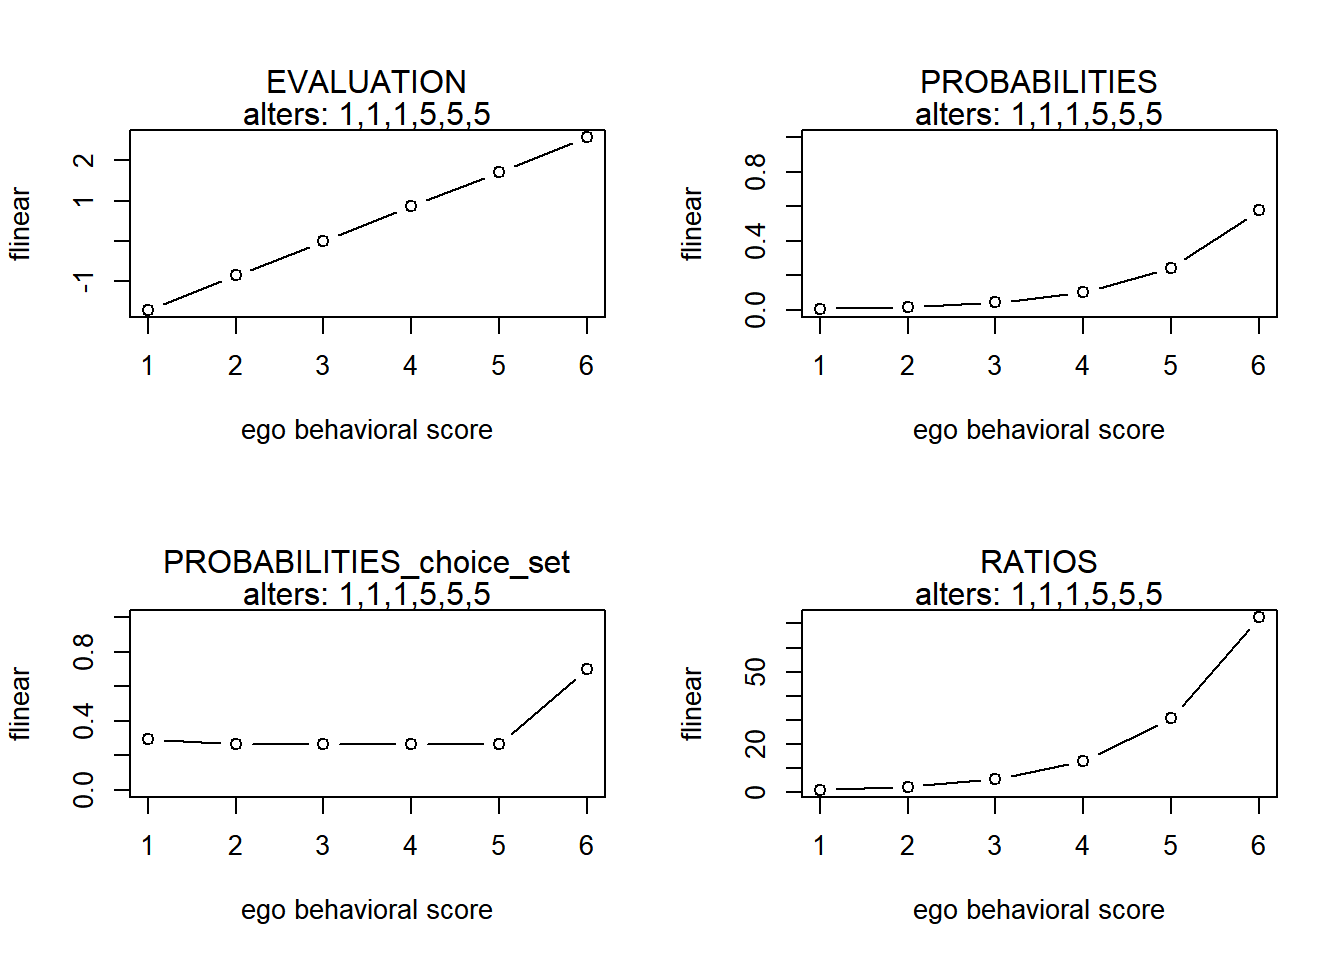 EVALUATION
alters: 1,1,1,5,5,5
flinear
2
1
-1
1 2 3 4 5 6
ego behavioral score
PROBABILITIES
alters: 1,1,1,5,5,5
flinear
0.8
0.4
0.0
1 2 3 4 5 6
ego behavioral score
PROBABILITIES_choice_set
alters: 1,1,1,5,5,5
flinear
0.8
0.4
0.0
1 2 3 4 5 6
ego behavioral score
RATIOS
alters: 1,1,1,5,5,5
flinear
50
20
0
1 2 3 4 5 6
ego behavioral score